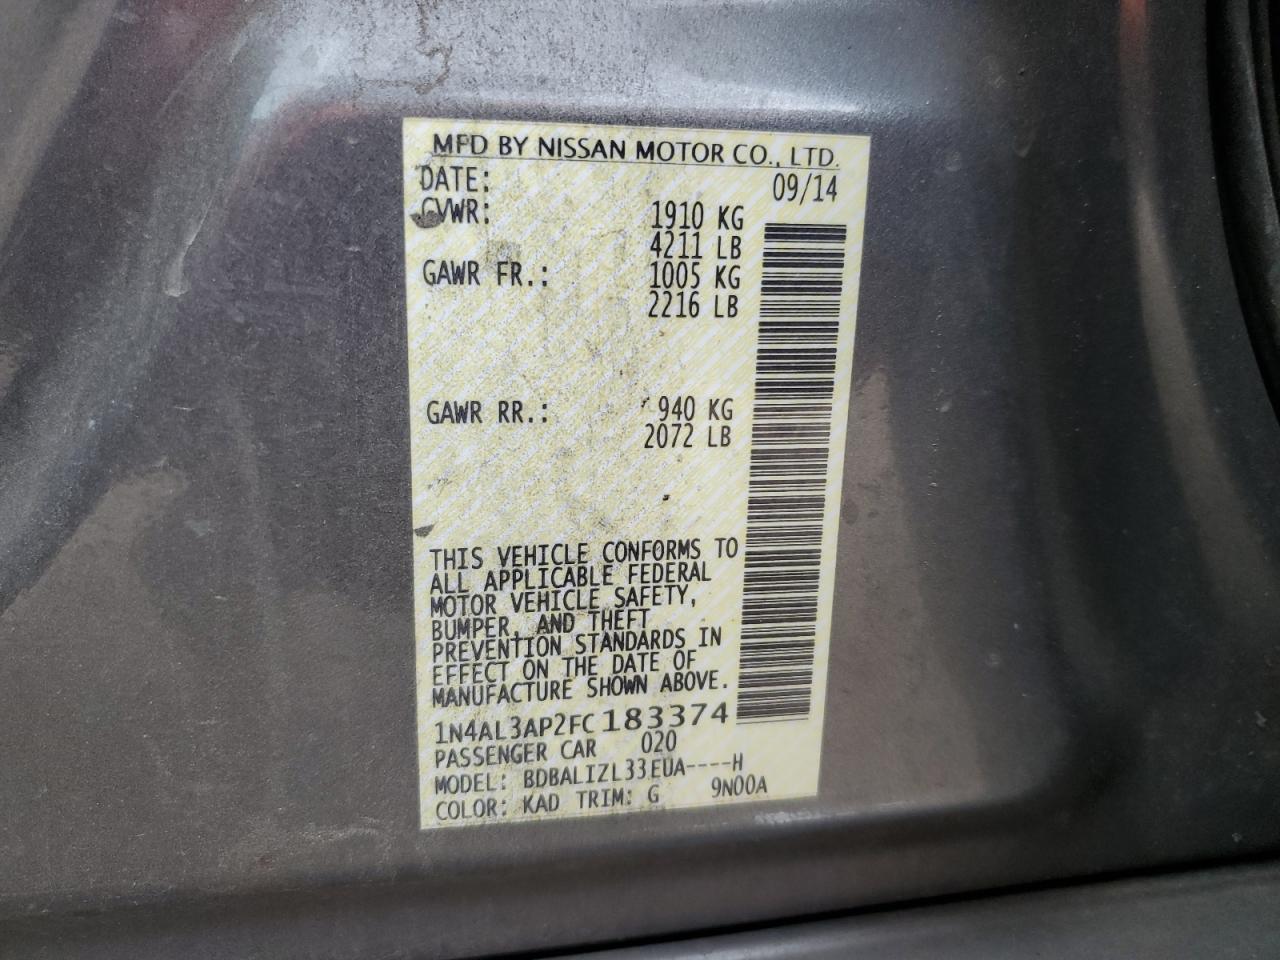 MFD BY NISSAN MOTOR CO., LTD.
DATE: 09/14
GVWR: 1910 KG
4211 LB
GAWR FR.: 1005 KG
2216 LB
GAWR RR.: 940 KG
2072 LB
THIS VEHICLE CONFORMS TO
ALL APPLICABLE FEDERAL
MOTOR VEHICLE SAFETY,
BUMPER, AND THEFT
PREVENTION STANDARDS IN
EFFECT ON THE DATE OF
MANUFACTURE SHOWN ABOVE.
1N4AL3AP2FC183374
PASSENGER CAR 020
MODEL: BDBALIZL33EUA----H
COLOR: KAD TRIM: G 9N00A